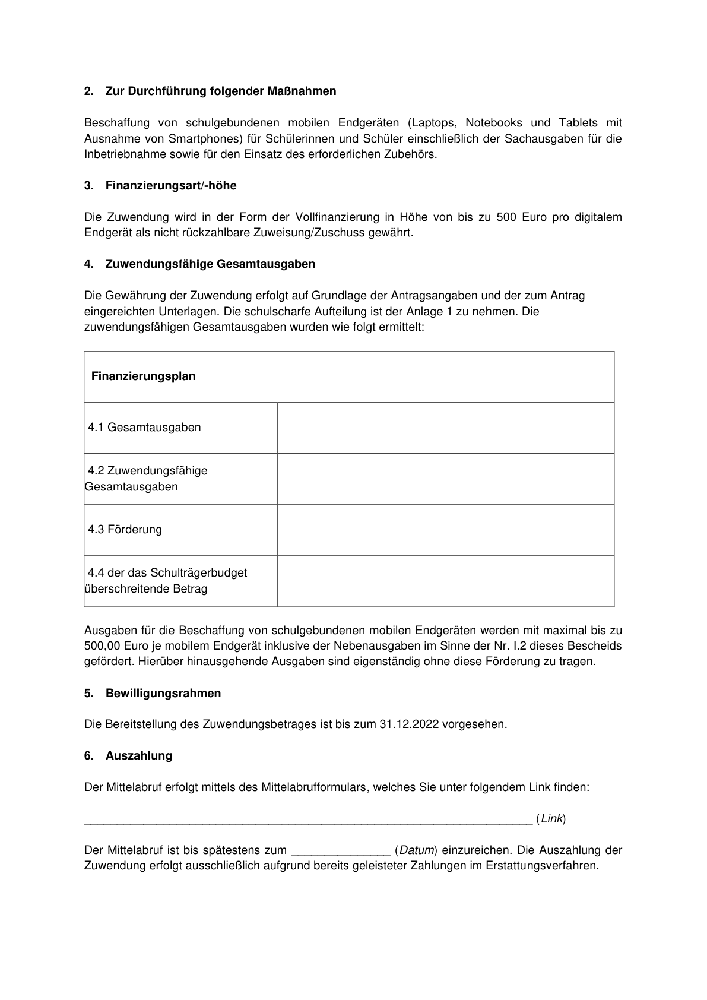 2. Zur Durchführung folgender Maßnahmen
Beschaffung von schulgebundenen mobilen Endgeräten (Laptops, Notebooks und Tablets mit
Ausnahme von Smartphones) für Schülerinnen und Schüler einschließlich der Sachausgaben für die
Inbetriebnahme sowie für den Einsatz des erforderlichen Zubehörs.
3. Finanzierungsart/-höhe
Die Zuwendung wird in der Form der Vollfinanzierung in Höhe von bis zu 500 Euro pro digitalem
Endgerät als nicht rückzahlbare Zuweisung/Zuschuss gewährt.
4. Zuwendungsfähige Gesamtausgaben
Die Gewährung der Zuwendung erfolgt auf Grundlage der Antragsangaben und der zum Antrag
eingereichten Unterlagen. Die schulscharfe Aufteilung ist der Anlage 1 zu nehmen. Die
zuwendungsfähigen Gesamtausgaben wurden wie folgt ermittelt:
Finanzierungsplan
4.1 Gesamtausgaben
4.2 Zuwendungsfähige
Gesamtausgaben
4.3 Förderung
4.4 der das Schulträgerbudget
überschreitende Betrag
Ausgaben für die Beschaffung von schulgebundenen mobilen Endgeräten werden mit maximal bis zu
500,00 Euro je mobilem Endgerät inklusive der Nebenausgaben im Sinne der Nr. I.2 dieses Bescheids
gefördert. Hierüber hinausgehende Ausgaben sind eigenständig ohne diese Förderung zu tragen.
5. Bewilligungsrahmen
Die Bereitstellung des Zuwendungsbetrages ist bis zum 31.12.2022 vorgesehen.
6. Auszahlung
Der Mittelabruf erfolgt mittels des Mittelabrufformulars, welches Sie unter folgendem Link finden:
____________________________________________________________________ (Link)
Der Mittelabruf ist bis spätestens zum _______________ (Datum) einzureichen. Die Auszahlung der
Zuwendung erfolgt ausschließlich aufgrund bereits geleisteter Zahlungen im Erstattungsverfahren.